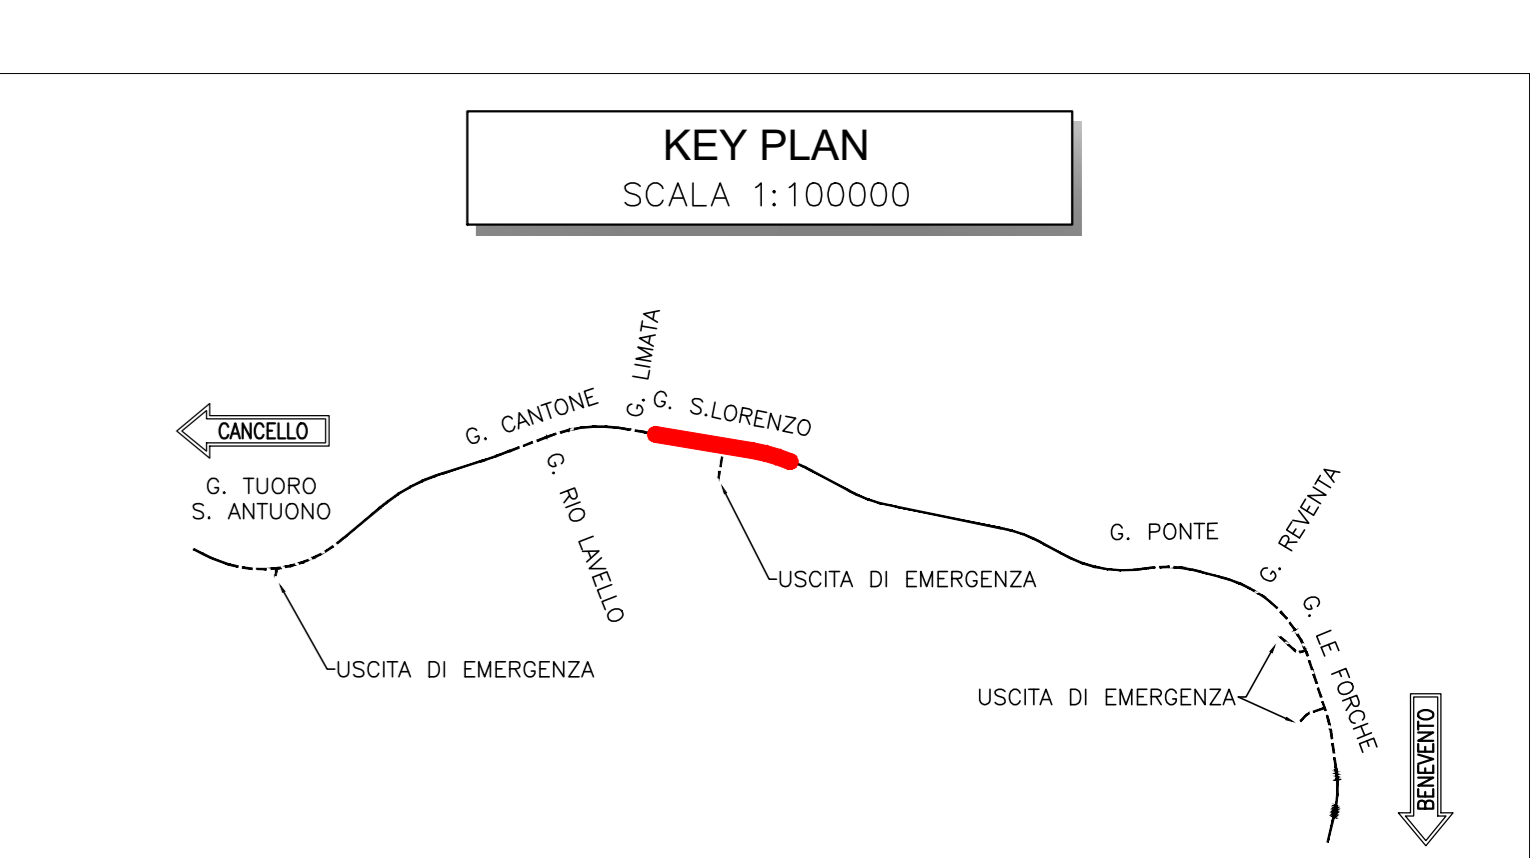 KEY PLAN
SCALA 1:100000
G. LIMATA
G. S.LORENZO
G. CANTONE
CANCELLO
G. TUORO
S. ANTUONO
G. RIO LAVELLO
USCITA DI EMERGENZA
G. PONTE
G. REVENTA
G. LE FORCHE
USCITA DI EMERGENZA
USCITA DI EMERGENZA
BENEVENTO